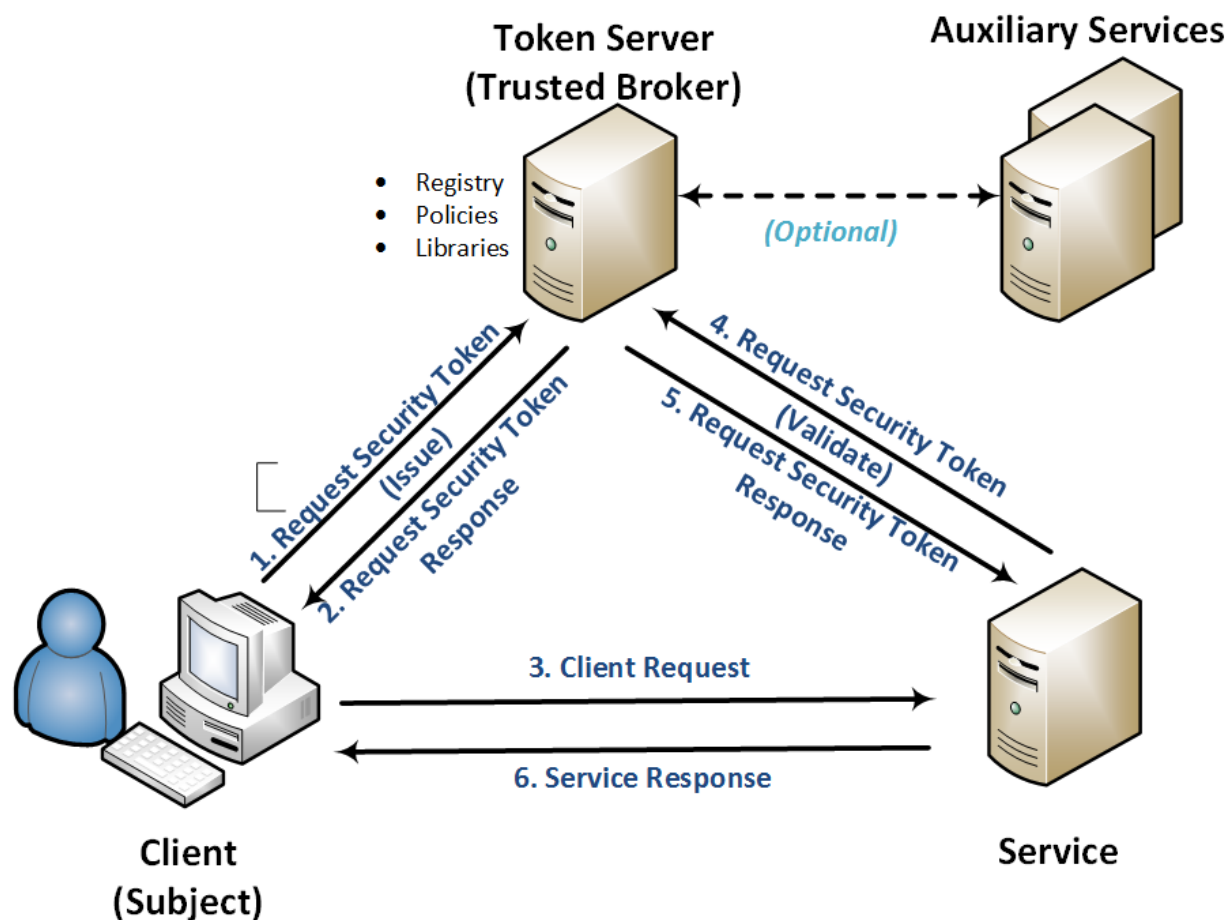 Token Server
(Trusted Broker)
Auxiliary Services
• Registry
• Policies
• Libraries
(Optional)
1. Request Security Token
(Issue)
2. Request Security Token
Response
4. Request Security Token
(Validate)
5. Request Security Token
Response
3. Client Request
6. Service Response
Client
(Subject)
Service